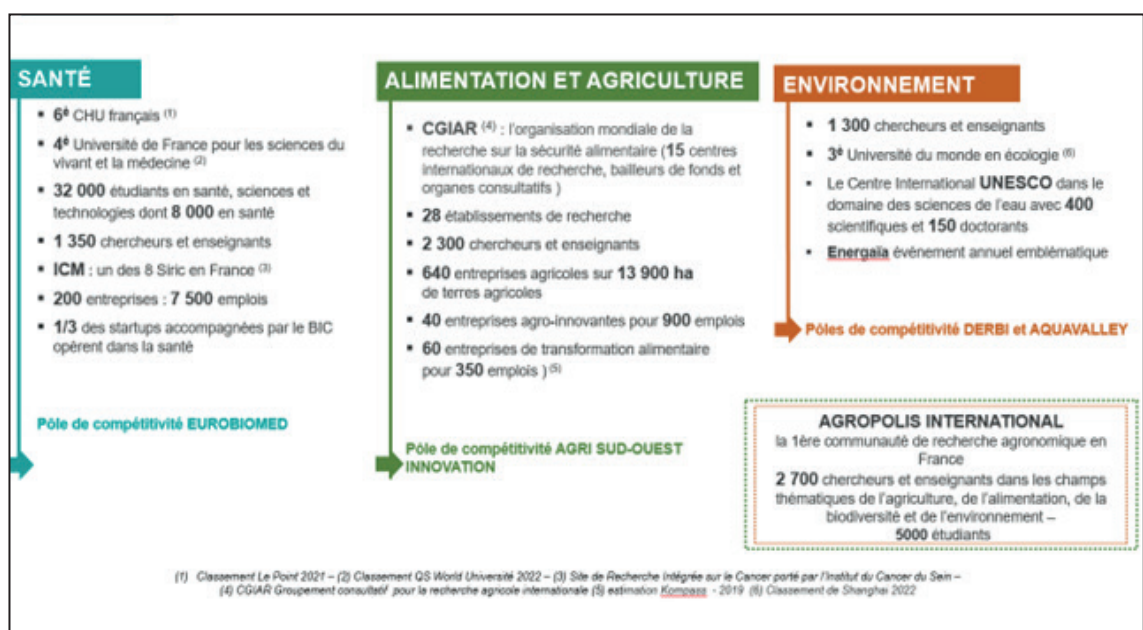 SANTÉ
▪ 6è CHU français (1)
▪ 4è Université de France pour les sciences du
vivant et la médecine (2)
▪ 32 000 étudiants en santé, sciences et
technologies dont 8 000 en santé
▪ 1 350 chercheurs et enseignants
▪ ICM : un des 8 Siric en France (3)
▪ 200 entreprises : 7 500 emplois
▪ 1/3 des startups accompagnées par le BIC
opèrent dans la santé
Pôle de compétitivité EUROBIOMED
ALIMENTATION ET AGRICULTURE
▪ CGIAR (4) : l'organisation mondiale de la
recherche sur la sécurité alimentaire (15 centres
internationaux de recherche, bailleurs de fonds et
organes consultatifs )
▪ 28 établissements de recherche
▪ 2 300 chercheurs et enseignants
▪ 640 entreprises agricoles sur 13 900 ha
de terres agricoles
▪ 40 entreprises agro-innovantes pour 900 emplois
▪ 60 entreprises de transformation alimentaire
pour 350 emplois ) (5)
Pôle de compétitivité AGRI SUD-OUEST
INNOVATION
ENVIRONNEMENT
▪ 1 300 chercheurs et enseignants
▪ 3è Université du monde en écologie (6)
▪ Le Centre International UNESCO dans le
domaine des sciences de l'eau avec 400
scientifiques et 150 doctorants
▪ Energaïa événement annuel emblématique
Pôles de compétitivité DERBI et AQUAVALLEY
AGROPOLIS INTERNATIONAL
la 1ère communauté de recherche agronomique en
France
2 700 chercheurs et enseignants dans les champs
thématiques de l'agriculture, de l'alimentation, de la
biodiversité et de l'environnement –
5000 étudiants
(1) Classement Le Point 2021 – (2) Classement QS World Université 2022 – (3) Site de Recherche Intégrée sur le Cancer porté par l'Institut du Cancer du Sein –
(4) CGIAR Groupement consultatif pour la recherche agricole internationale (5) estimation Kompass - 2019 (6) Classement de Shanghai 2022